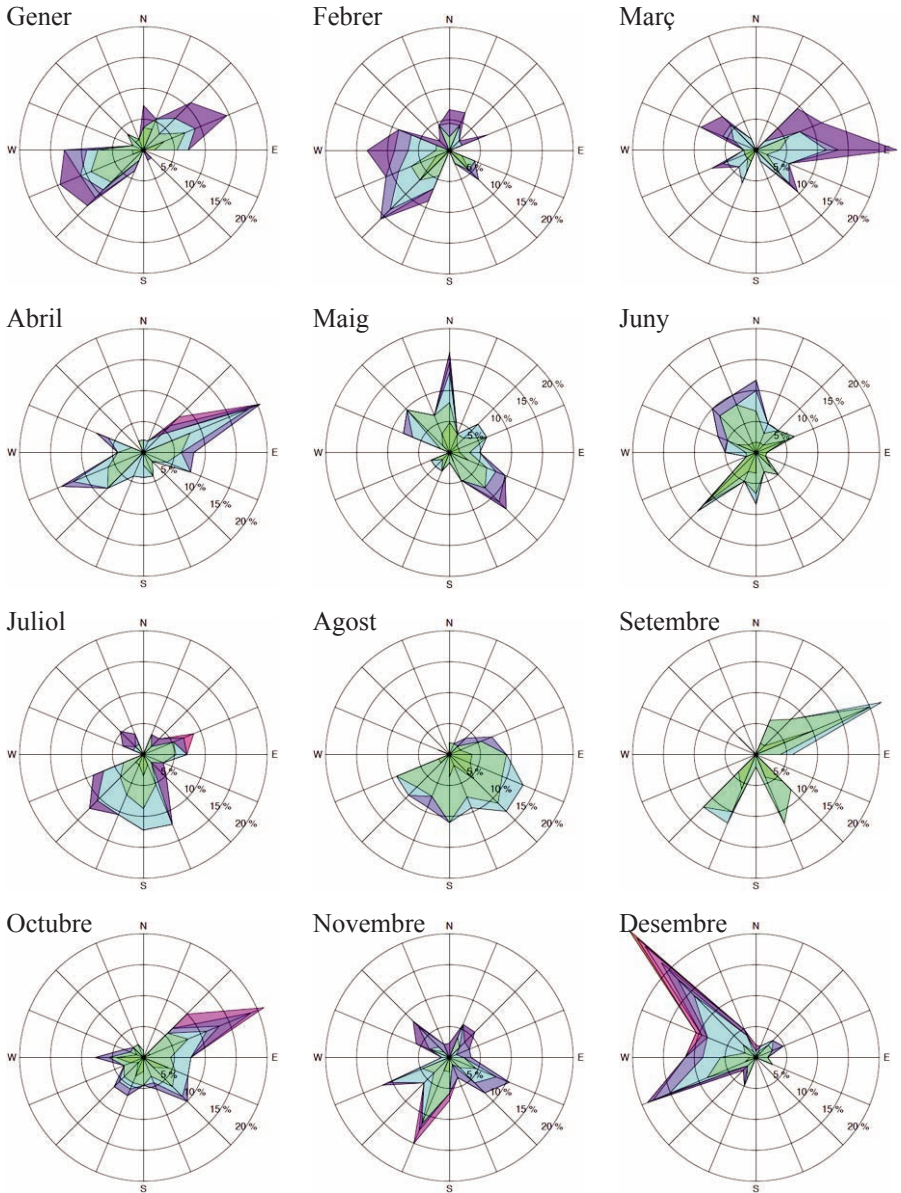 Gener
N
W
E
5 %
10 %
15 %
20 %
S
Febrer
N
W
E
5 %
10 %
15 %
20 %
S
Març
N
W
E
5 %
10 %
15 %
20 %
S
Abril
N
W
E
5 %
10 %
15 %
20 %
S
Maig
N
20 %
15 %
10 %
5 %
W
E
S
Juny
N
20 %
15 %
10 %
5 %
W
E
S
Juliol
N
W
E
5 %
10 %
15 %
20 %
S
Agost
N
W
E
5 %
10 %
15 %
20 %
S
Setembre
N
W
E
5 %
10 %
15 %
20 %
S
Octubre
N
W
E
5 %
10 %
15 %
20 %
S
Novembre
N
W
E
5 %
10 %
15 %
20 %
S
Desembre
N
W
E
5 %
10 %
15 %
20 %
S